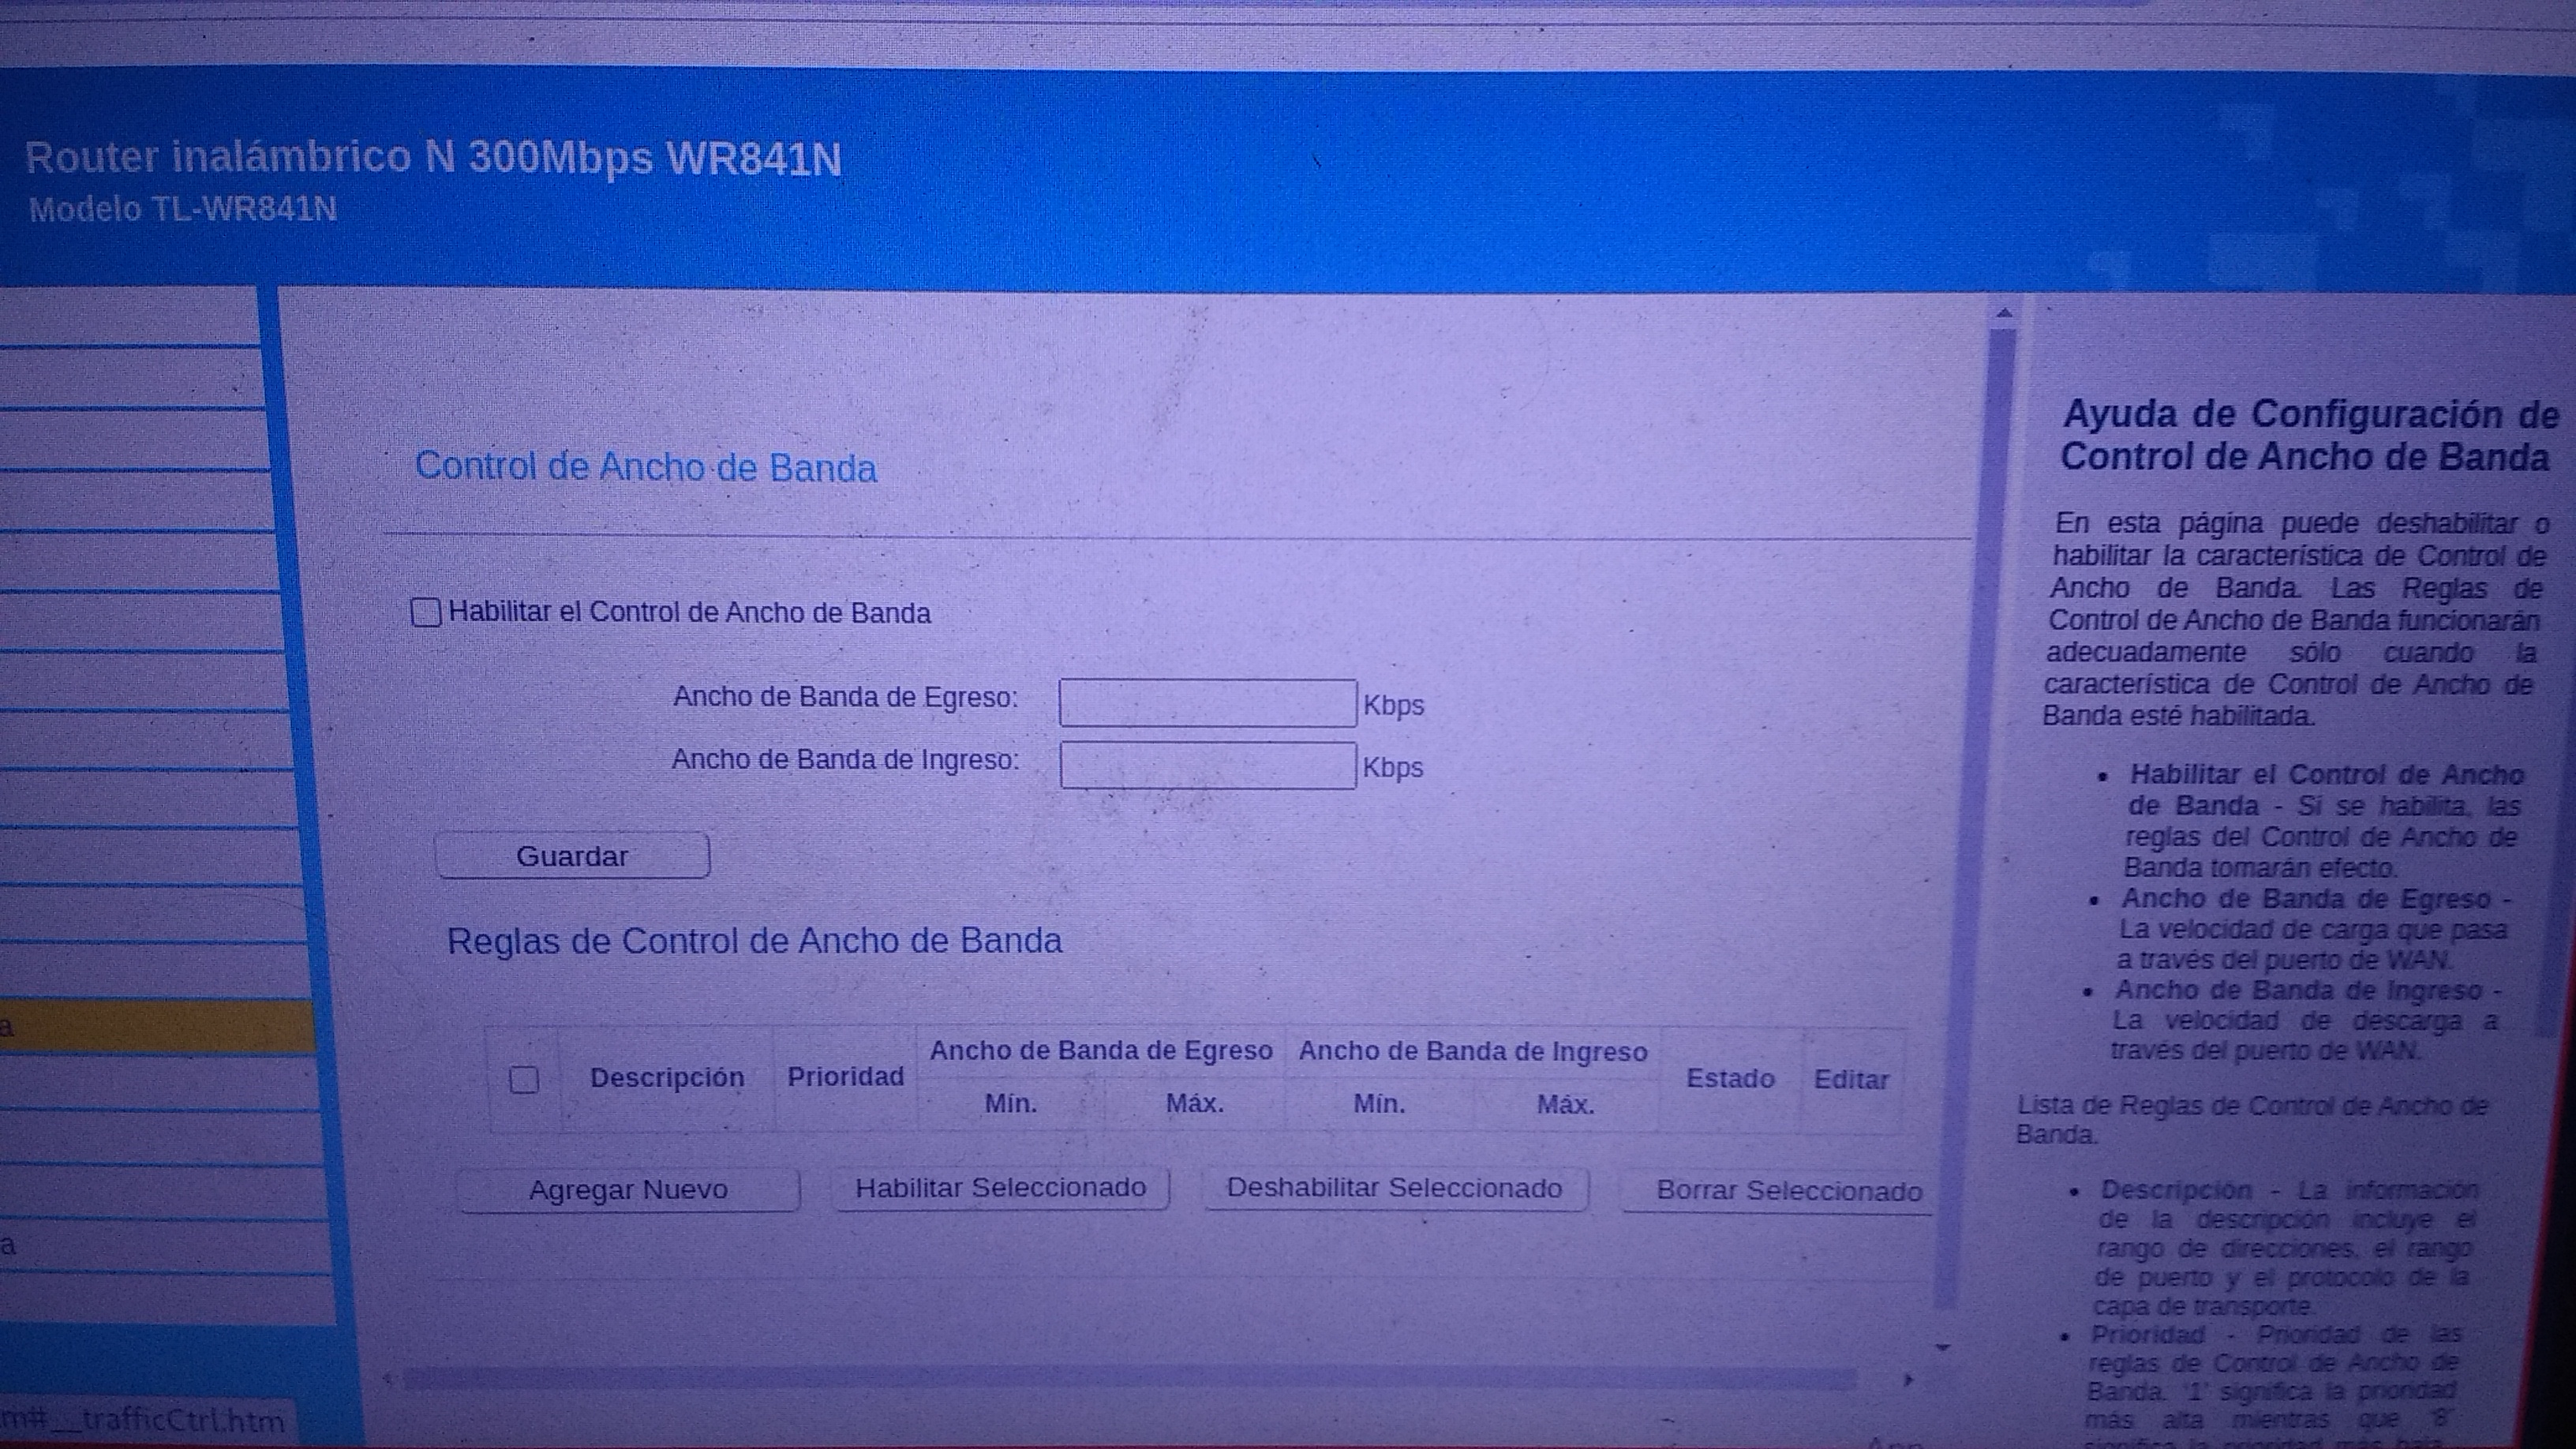 Router inalámbrico N 300Mbps WR841N
Modelo TL-WR841N
Control de Ancho de Banda
Habilitar el Control de Ancho de Banda
Ancho de Banda de Egreso: Kbps
Ancho de Banda de Ingreso: Kbps
Guardar
Reglas de Control de Ancho de Banda
Descripción Prioridad Ancho de Banda de Egreso Ancho de Banda de Ingreso Estado Editar
Mín. Máx. Mín. Máx.
Agregar Nuevo Habilitar Seleccionado Deshabilitar Seleccionado Borrar Seleccionado
a
a
m#__trafficCtrl.htm
Ayuda de Configuración de
Control de Ancho de Banda
En esta página puede deshabilitar o
habilitar la característica de Control de
Ancho de Banda. Las Reglas de
Control de Ancho de Banda funcionarán
adecuadamente sólo cuando la
característica de Control de Ancho de
Banda esté habilitada.
• Habilitar el Control de Ancho
de Banda - Si se habilita, las
reglas del Control de Ancho de
Banda tomarán efecto.
• Ancho de Banda de Egreso -
La velocidad de carga que pasa
a través del puerto de WAN.
• Ancho de Banda de Ingreso -
La velocidad de descarga a
través del puerto de WAN.
Lista de Reglas de Control de Ancho de
Banda.
• Descripción - La información
de la descripción incluye el
rango de direcciones, el rango
de puerto y el protocolo de la
capa de transporte.
• Prioridad - Prioridad de las
reglas de Control de Ancho de
Banda. '1' significa la prioridad
más alta mientras que '8'